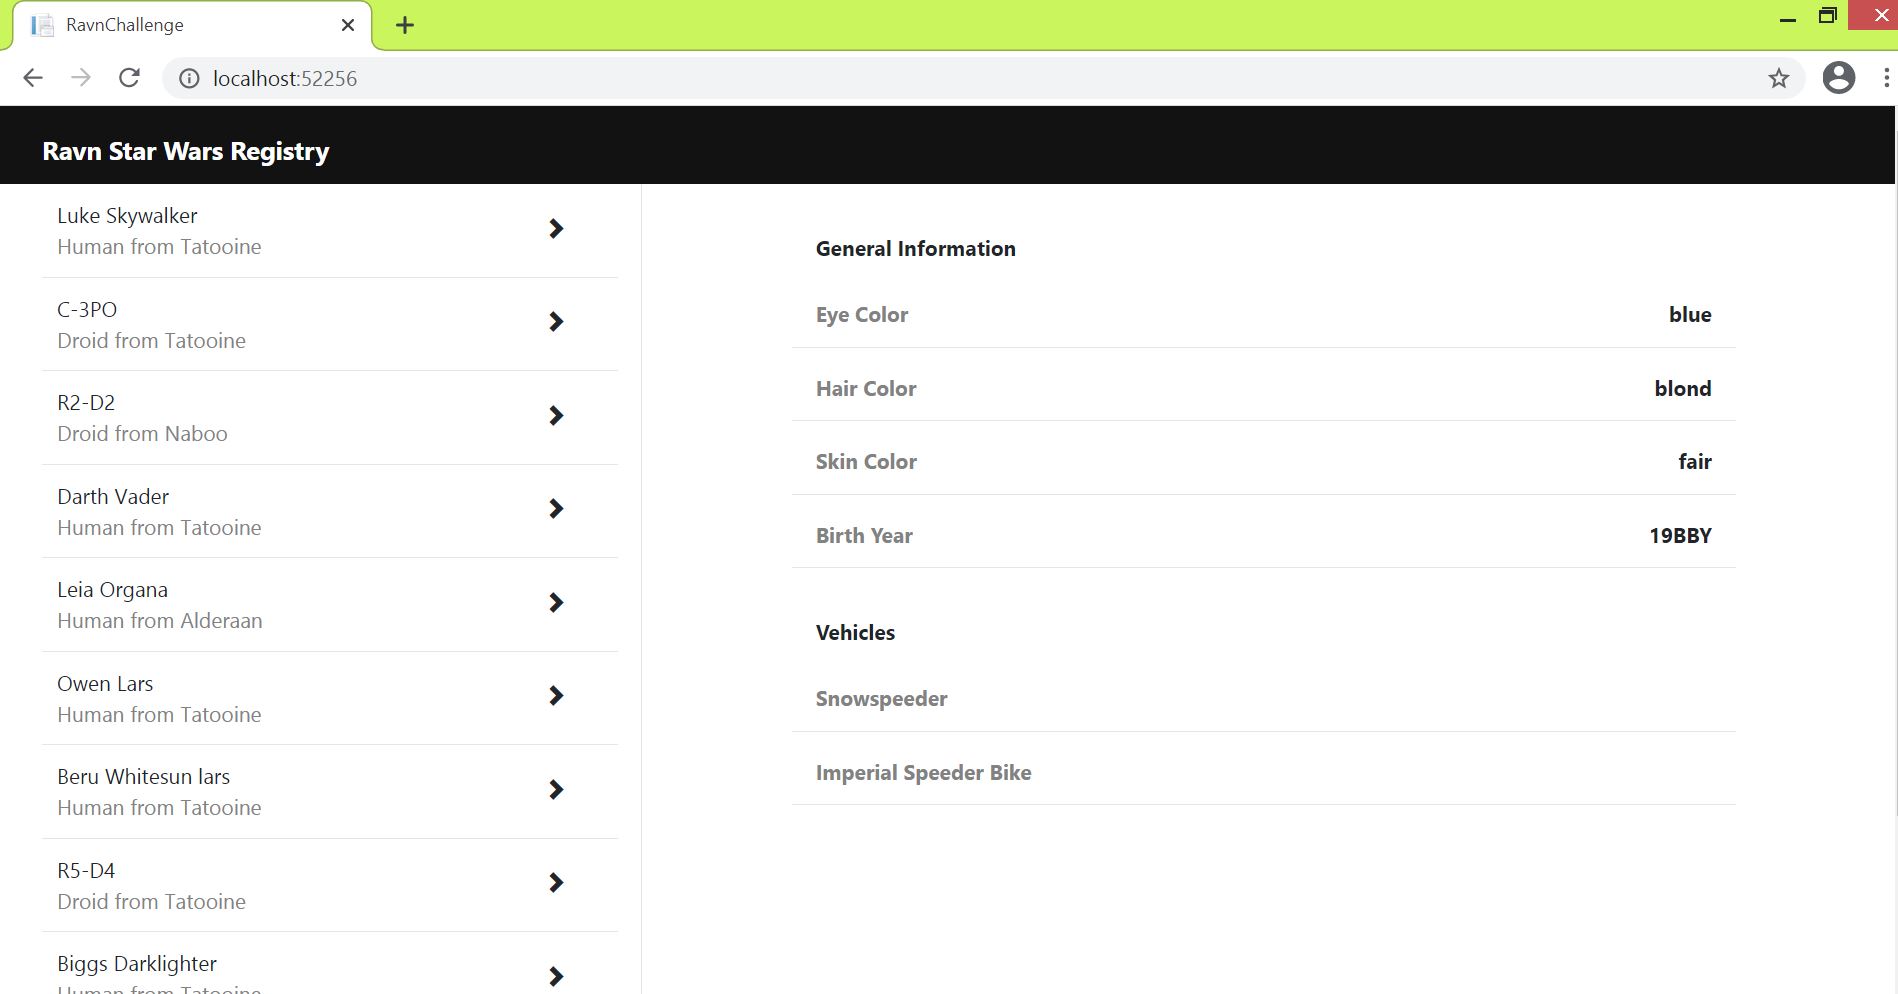 RavnChallenge
localhost:52256
Ravn Star Wars Registry
Luke Skywalker
Human from Tatooine
C-3PO
Droid from Tatooine
R2-D2
Droid from Naboo
Darth Vader
Human from Tatooine
Leia Organa
Human from Alderaan
Owen Lars
Human from Tatooine
Beru Whitesun lars
Human from Tatooine
R5-D4
Droid from Tatooine
Biggs Darklighter
Human from Tatooine
General Information
Eye Color blue
Hair Color blond
Skin Color fair
Birth Year 19BBY
Vehicles
Snowspeeder
Imperial Speeder Bike